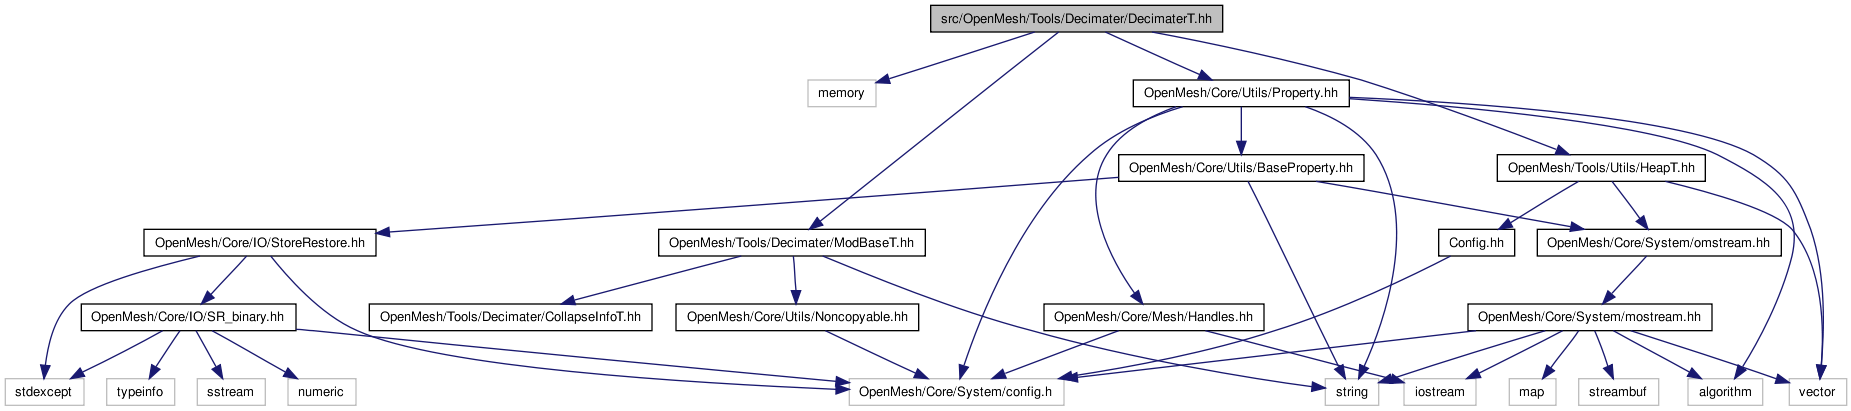 src/OpenMesh/Tools/Decimater/DecimaterT.hh
memory
OpenMesh/Core/Utils/Property.hh
OpenMesh/Core/Utils/BaseProperty.hh
OpenMesh/Tools/Utils/HeapT.hh
OpenMesh/Core/IO/StoreRestore.hh
OpenMesh/Tools/Decimater/ModBaseT.hh
Config.hh
OpenMesh/Core/System/omstream.hh
OpenMesh/Core/IO/SR_binary.hh
OpenMesh/Tools/Decimater/CollapseInfoT.hh
OpenMesh/Core/Utils/Noncopyable.hh
OpenMesh/Core/Mesh/Handles.hh
OpenMesh/Core/System/mostream.hh
stdexcept
typeinfo
sstream
numeric
OpenMesh/Core/System/config.h
string
iostream
map
streambuf
algorithm
vector